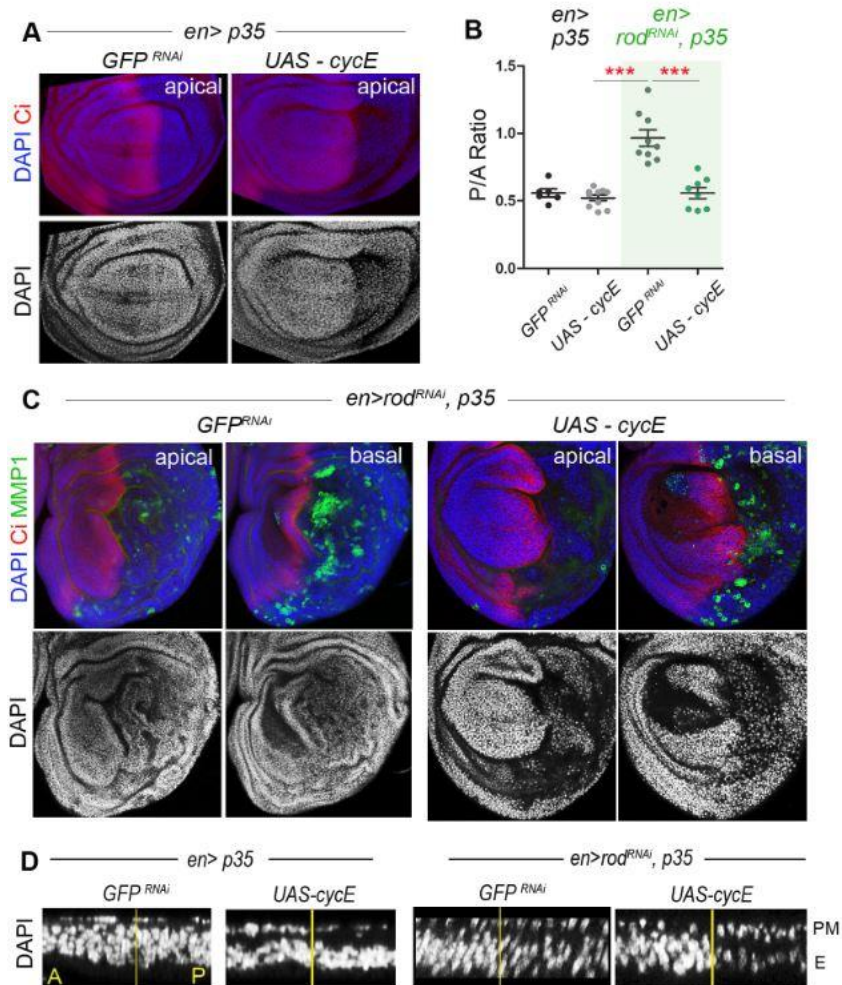 A
en> p35
GFP RNAi
UAS - cycE
DAPI Ci
apical
apical
DAPI
B
en>
p35
en>
rodRNAi, p35
***
***
P/A Ratio
1.5
1.0
0.5
0.0
GFP RNAi
UAS - cycE
GFP RNAi
UAS - cycE
C
en>rodRNAi, p35
GFPRNAi
UAS - cycE
DAPI Ci MMP1
apical
basal
apical
basal
DAPI
D
en> p35
en>rodRNAi, p35
GFP RNAi
UAS-cycE
GFP RNAi
UAS-cycE
DAPI
A
P
PM
E